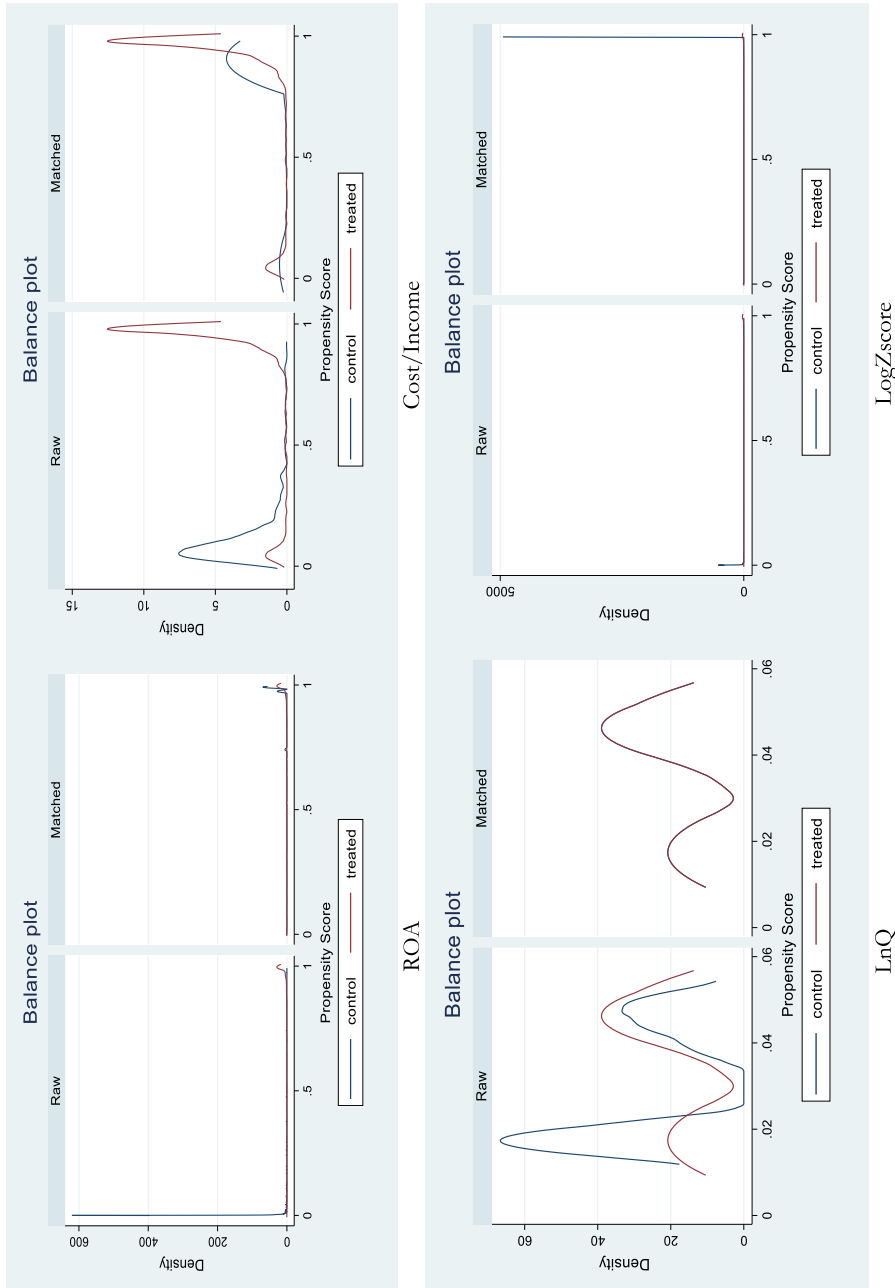 Balance plot
Raw
Matched
Density
0
200
400
600
0
.5
1
0
.5
1
Propensity Score
control
treated
ROA
Balance plot
Raw
Matched
Density
0
5
10
15
0
.5
1
0
.5
1
Propensity Score
control
treated
Cost/Income
Balance plot
Raw
Matched
Density
0
20
40
60
0
.02
.04
.06
0
.02
.04
.06
Propensity Score
control
treated
LnQ
Balance plot
Raw
Matched
Density
0
5000
0
.5
1
0
.5
1
Propensity Score
control
treated
LogZscore